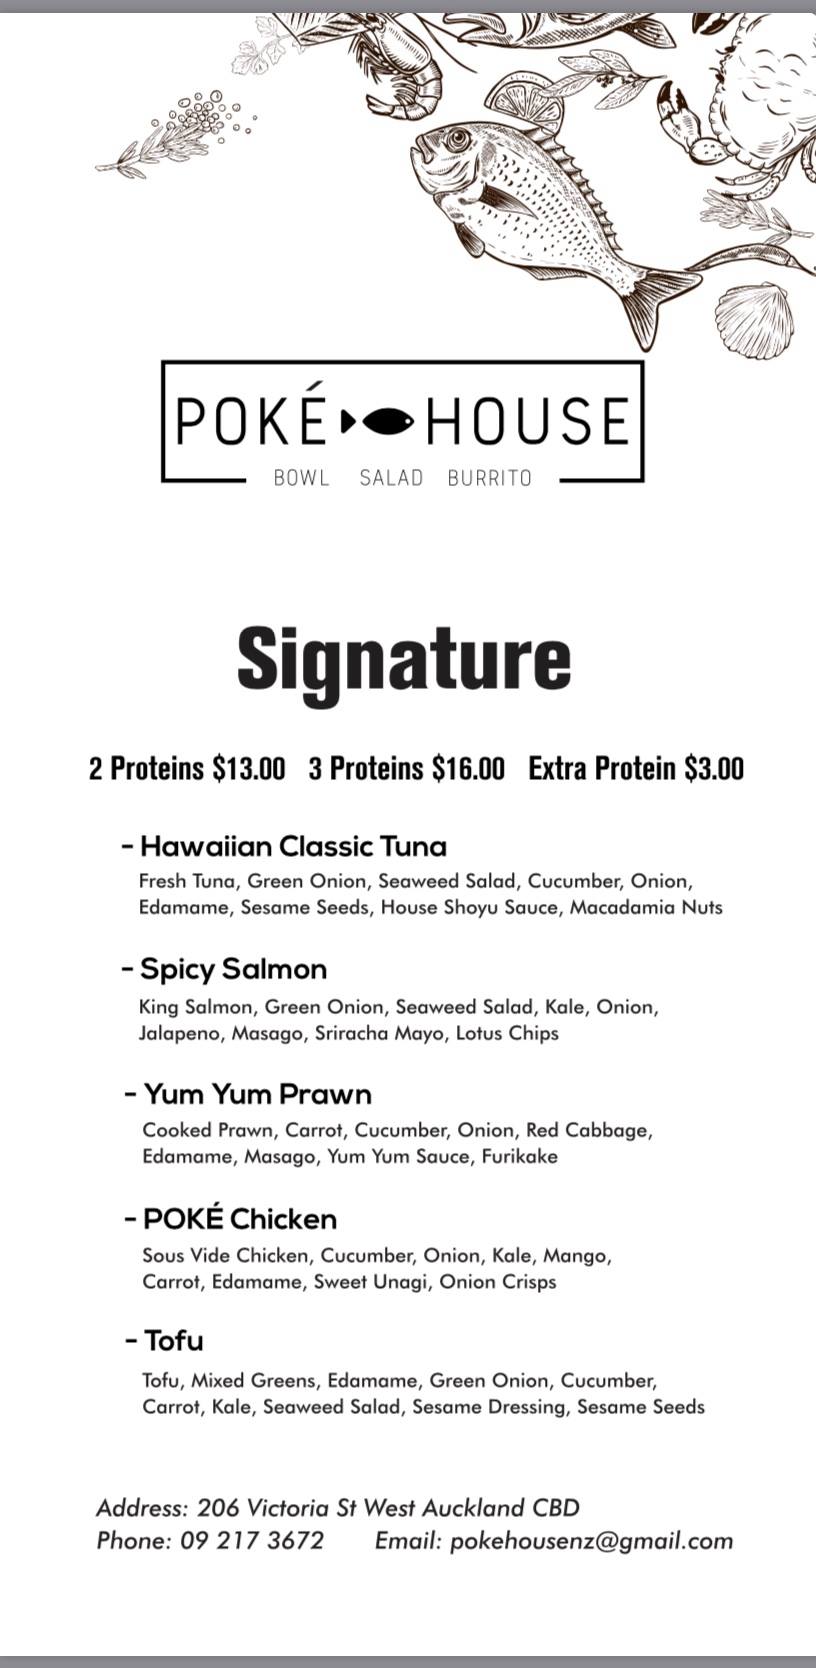 POKÉ HOUSE
BOWL SALAD BURRITO
Signature
2 Proteins $13.00 3 Proteins $16.00 Extra Protein $3.00
- Hawaiian Classic Tuna
Fresh Tuna, Green Onion, Seaweed Salad, Cucumber, Onion,
Edamame, Sesame Seeds, House Shoyu Sauce, Macadamia Nuts
- Spicy Salmon
King Salmon, Green Onion, Seaweed Salad, Kale, Onion,
Jalapeno, Masago, Sriracha Mayo, Lotus Chips
- Yum Yum Prawn
Cooked Prawn, Carrot, Cucumber, Onion, Red Cabbage,
Edamame, Masago, Yum Yum Sauce, Furikake
- POKÉ Chicken
Sous Vide Chicken, Cucumber, Onion, Kale, Mango,
Carrot, Edamame, Sweet Unagi, Onion Crisps
- Tofu
Tofu, Mixed Greens, Edamame, Green Onion, Cucumber,
Carrot, Kale, Seaweed Salad, Sesame Dressing, Sesame Seeds
Address: 206 Victoria St West Auckland CBD
Phone: 09 217 3672 Email: pokehousenz@gmail.com